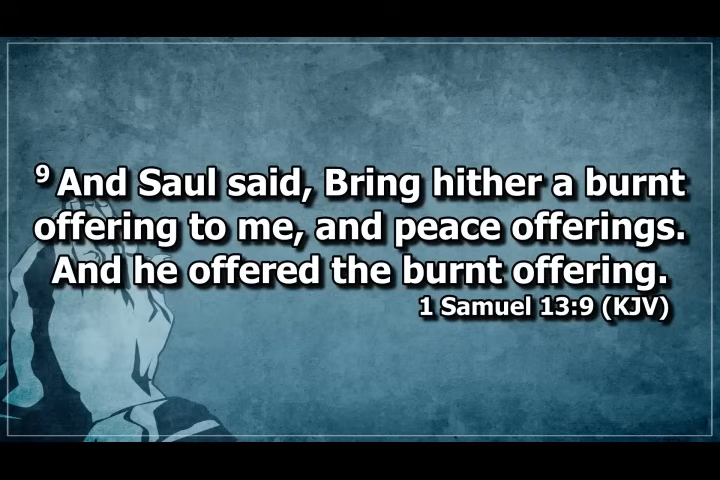 9 And Saul said, Bring hither a burnt
offering to me, and peace offerings.
And he offered the burnt offering.
1 Samuel 13:9 (KJV)